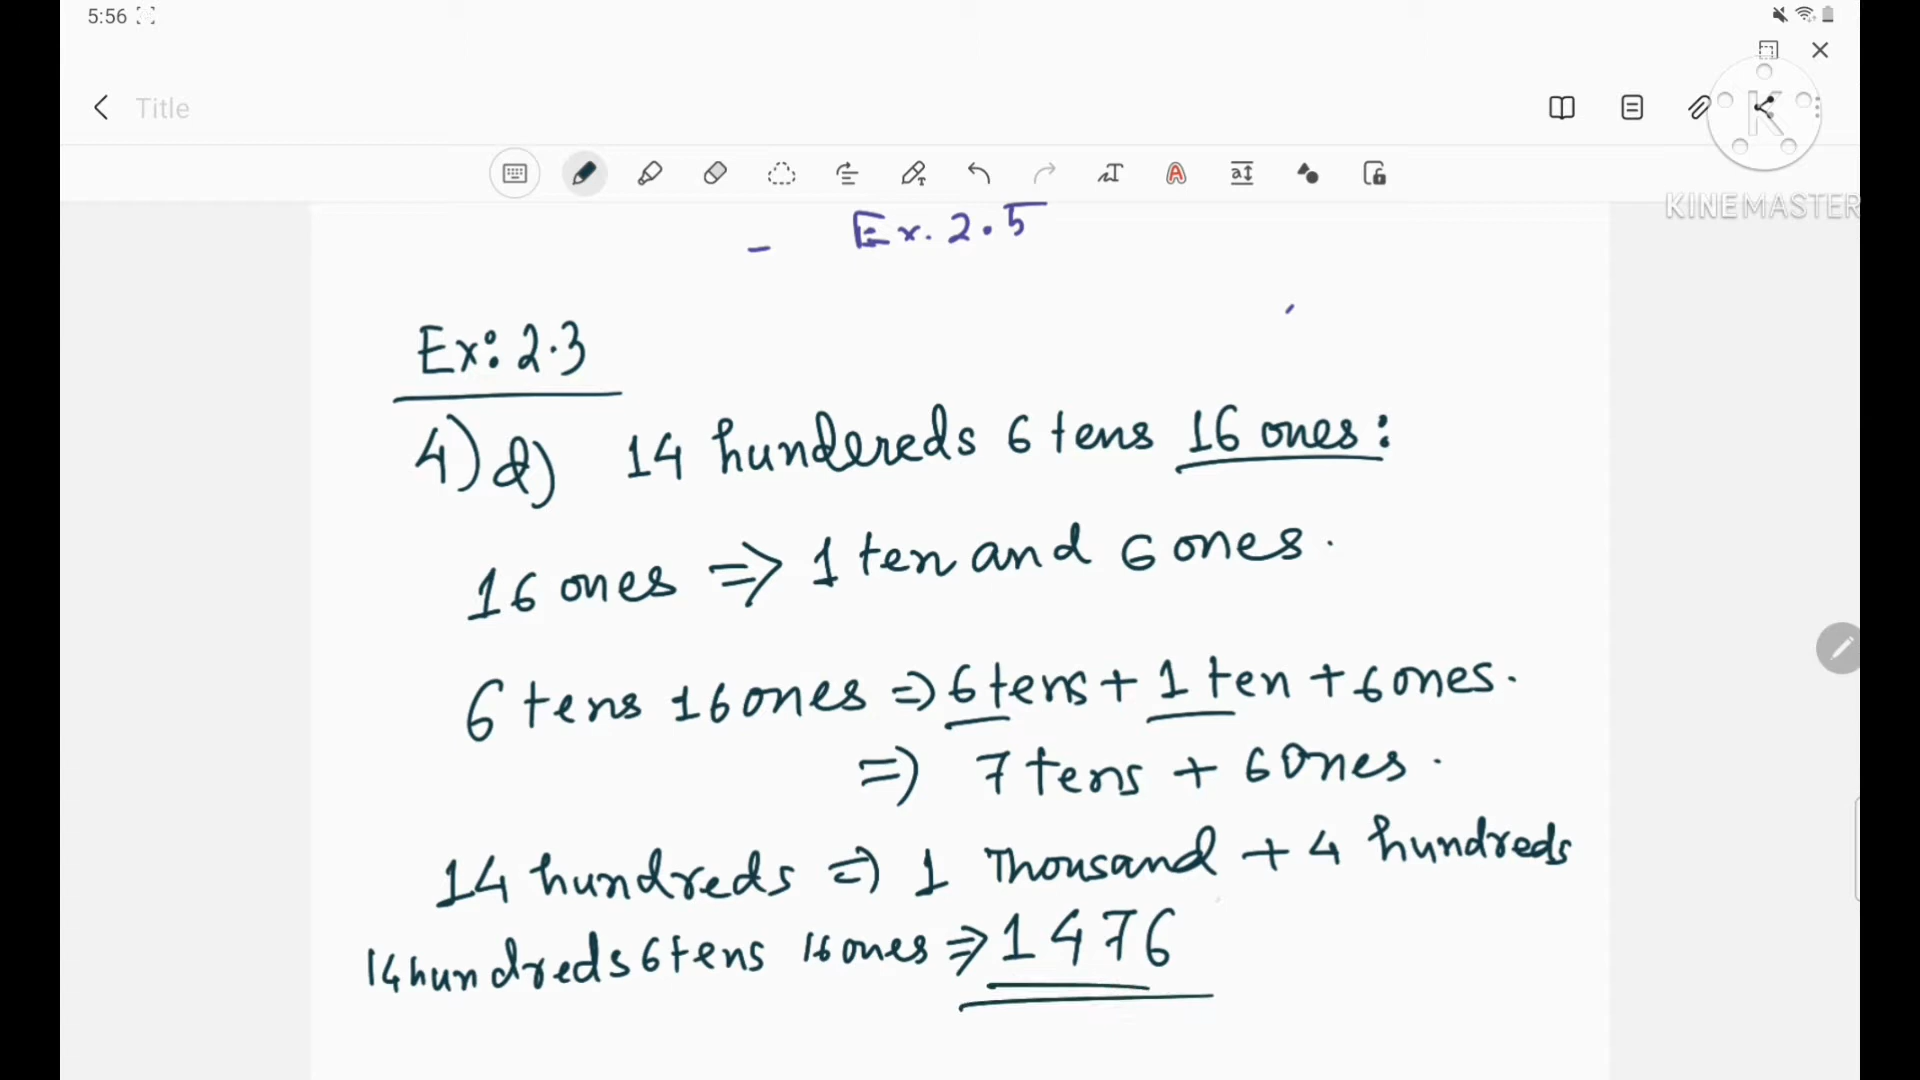 5:56
Title
KINEMASTER
- Ex. 2.5
Ex: 2.3
4) d) 14 hundereds 6 tens 16 ones:
16 ones => 1 ten and 6 ones.
6 tens 16 ones => 6 tens + 1 ten + 6 ones.
=> 7 tens + 6 Ones.
14 hundreds => 1 Thousand + 4 hundreds
14 hundreds 6 tens 16 ones => 1476